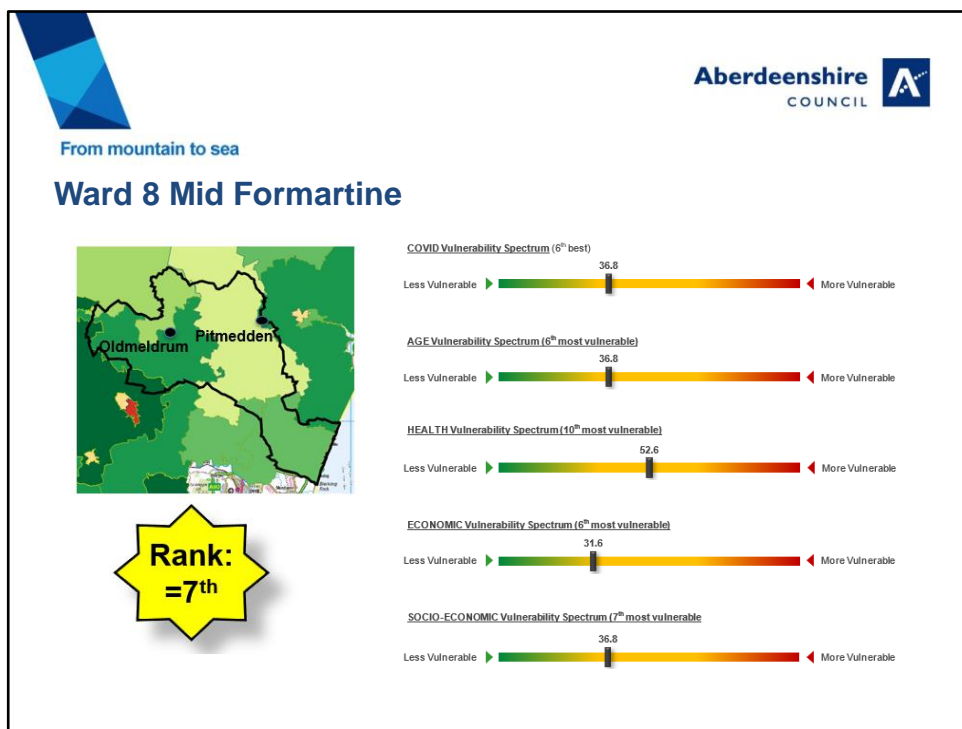 Aberdeenshire
COUNCIL
From mountain to sea
Ward 8 Mid Formartine
Oldmeldrum
Pitmedden
Rank:
=7th
COVID Vulnerability Spectrum (6th best)
36.8
Less Vulnerable
More Vulnerable
AGE Vulnerability Spectrum (6th most vulnerable)
36.8
Less Vulnerable
More Vulnerable
HEALTH Vulnerability Spectrum (10th most vulnerable)
52.6
Less Vulnerable
More Vulnerable
ECONOMIC Vulnerability Spectrum (6th most vulnerable)
31.6
Less Vulnerable
More Vulnerable
SOCIO-ECONOMIC Vulnerability Spectrum (7th most vulnerable
36.8
Less Vulnerable
More Vulnerable